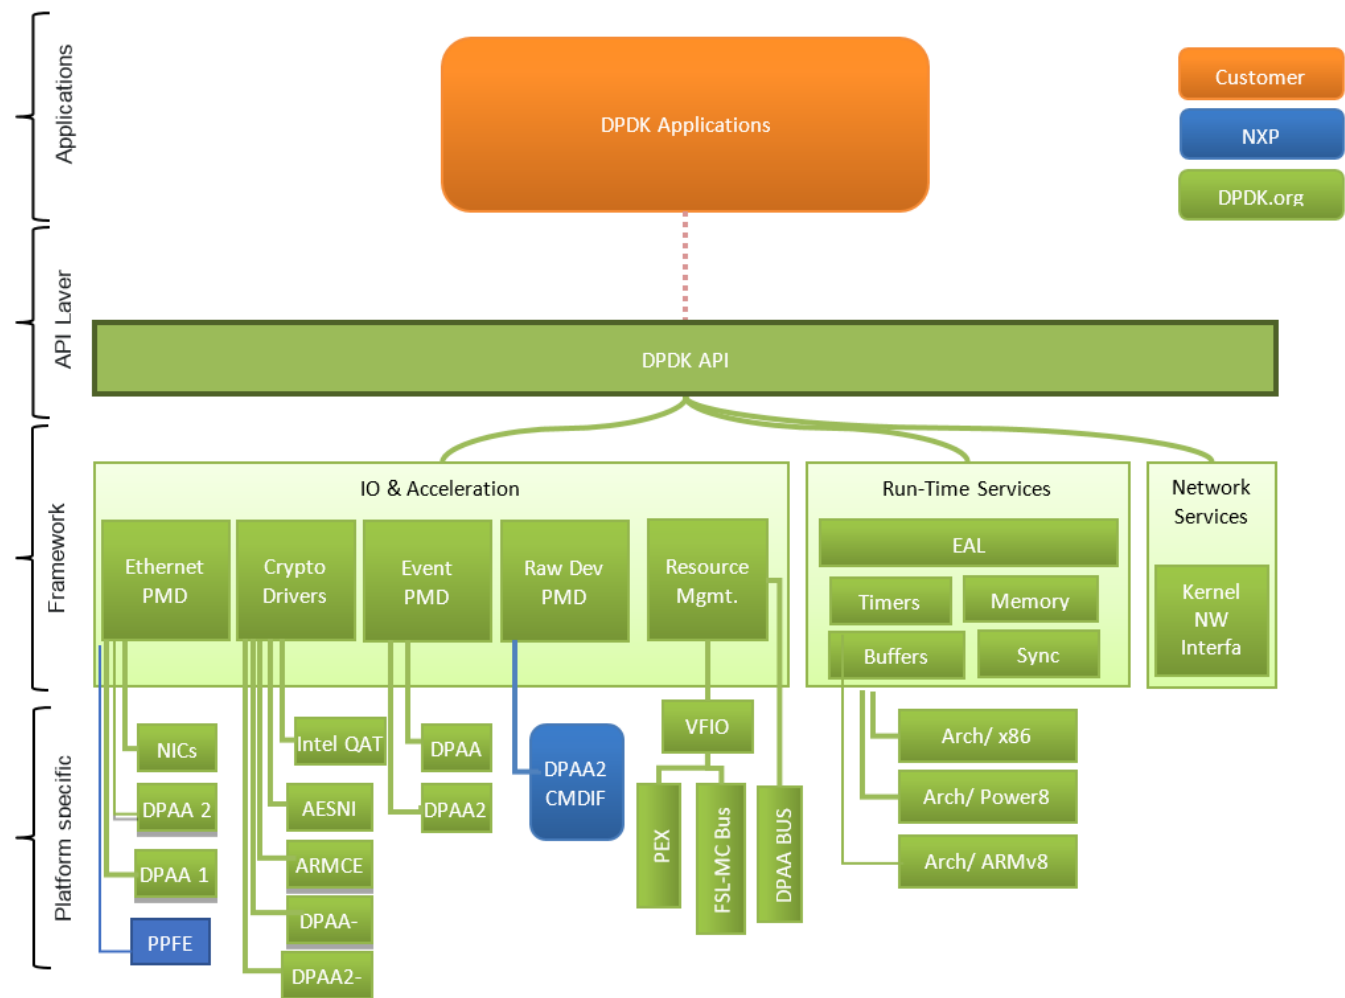 Applications
DPDK Applications
Customer
NXP
DPDK.org
API Layer
DPDK API
Framework
IO & Acceleration
Ethernet
PMD
Crypto
Drivers
Event
PMD
Raw Dev
PMD
Resource
Mgmt.
Run-Time Services
EAL
Timers
Memory
Buffers
Sync
Network
Services
Kernel
NW
Interfa
Platform specific
NICs
DPAA 2
DPAA 1
PPFE
Intel QAT
AESNI
ARMCE
DPAA-
DPAA2-
DPAA
DPAA2
DPAA2
CMDIF
VFIO
PEX
FSL-MC Bus
DPAA BUS
Arch/ x86
Arch/ Power8
Arch/ ARMv8